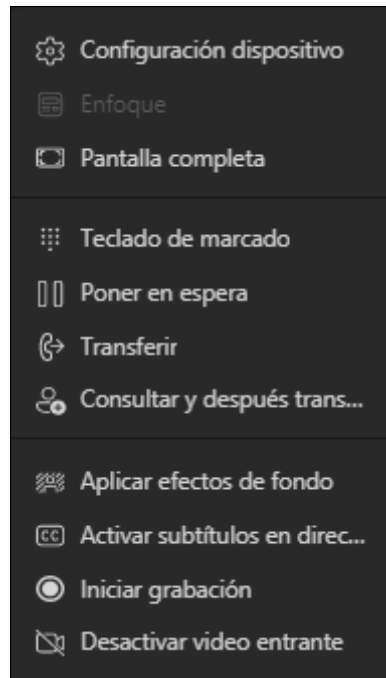 Configuración dispositivo
Enfoque
Pantalla completa
Teclado de marcado
Poner en espera
Transferir
Consultar y después trans...
Aplicar efectos de fondo
CC Activar subtítulos en direc...
Iniciar grabación
Desactivar video entrante